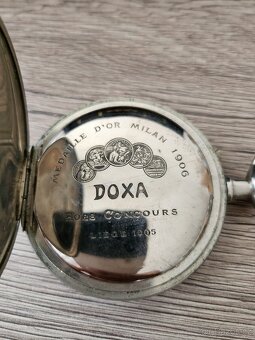 MEDAILLE D'OR MILAN 1906
DOXA
HORS CONCOURS
LIEGE 1905